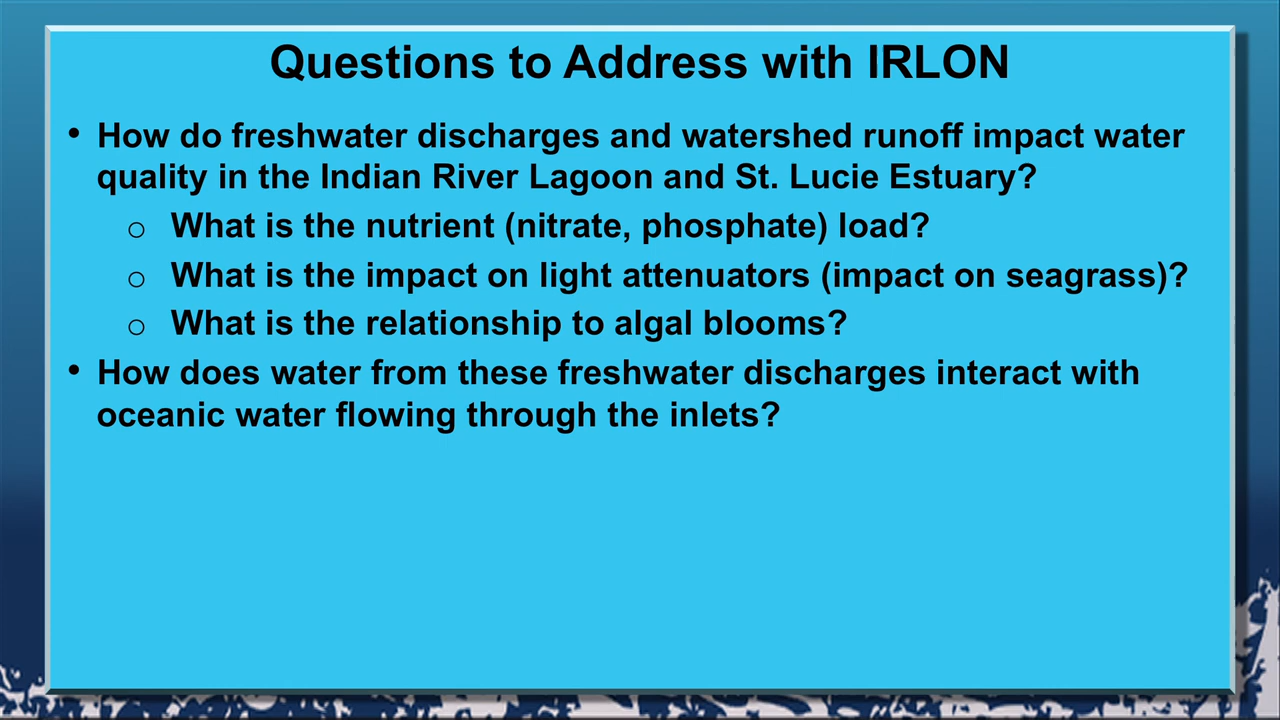 Questions to Address with IRLON
• How do freshwater discharges and watershed runoff impact water
quality in the Indian River Lagoon and St. Lucie Estuary?
o What is the nutrient (nitrate, phosphate) load?
o What is the impact on light attenuators (impact on seagrass)?
o What is the relationship to algal blooms?
• How does water from these freshwater discharges interact with
oceanic water flowing through the inlets?